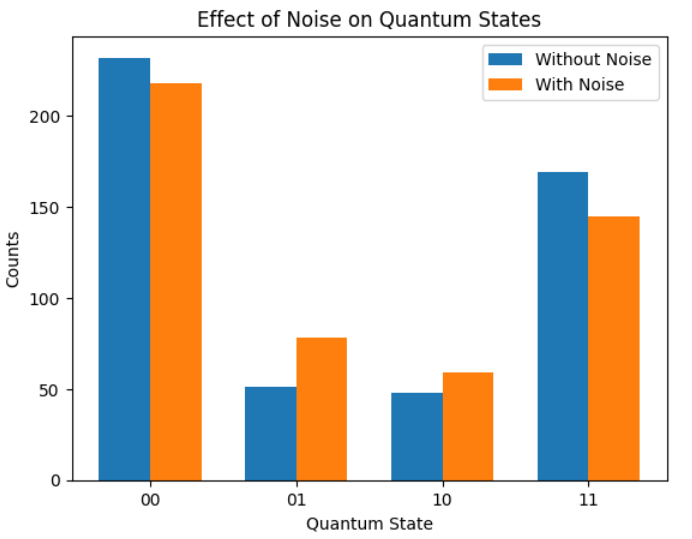 Effect of Noise on Quantum States
Without Noise
With Noise
Counts
200
150
100
50
0
00
01
10
11
Quantum State